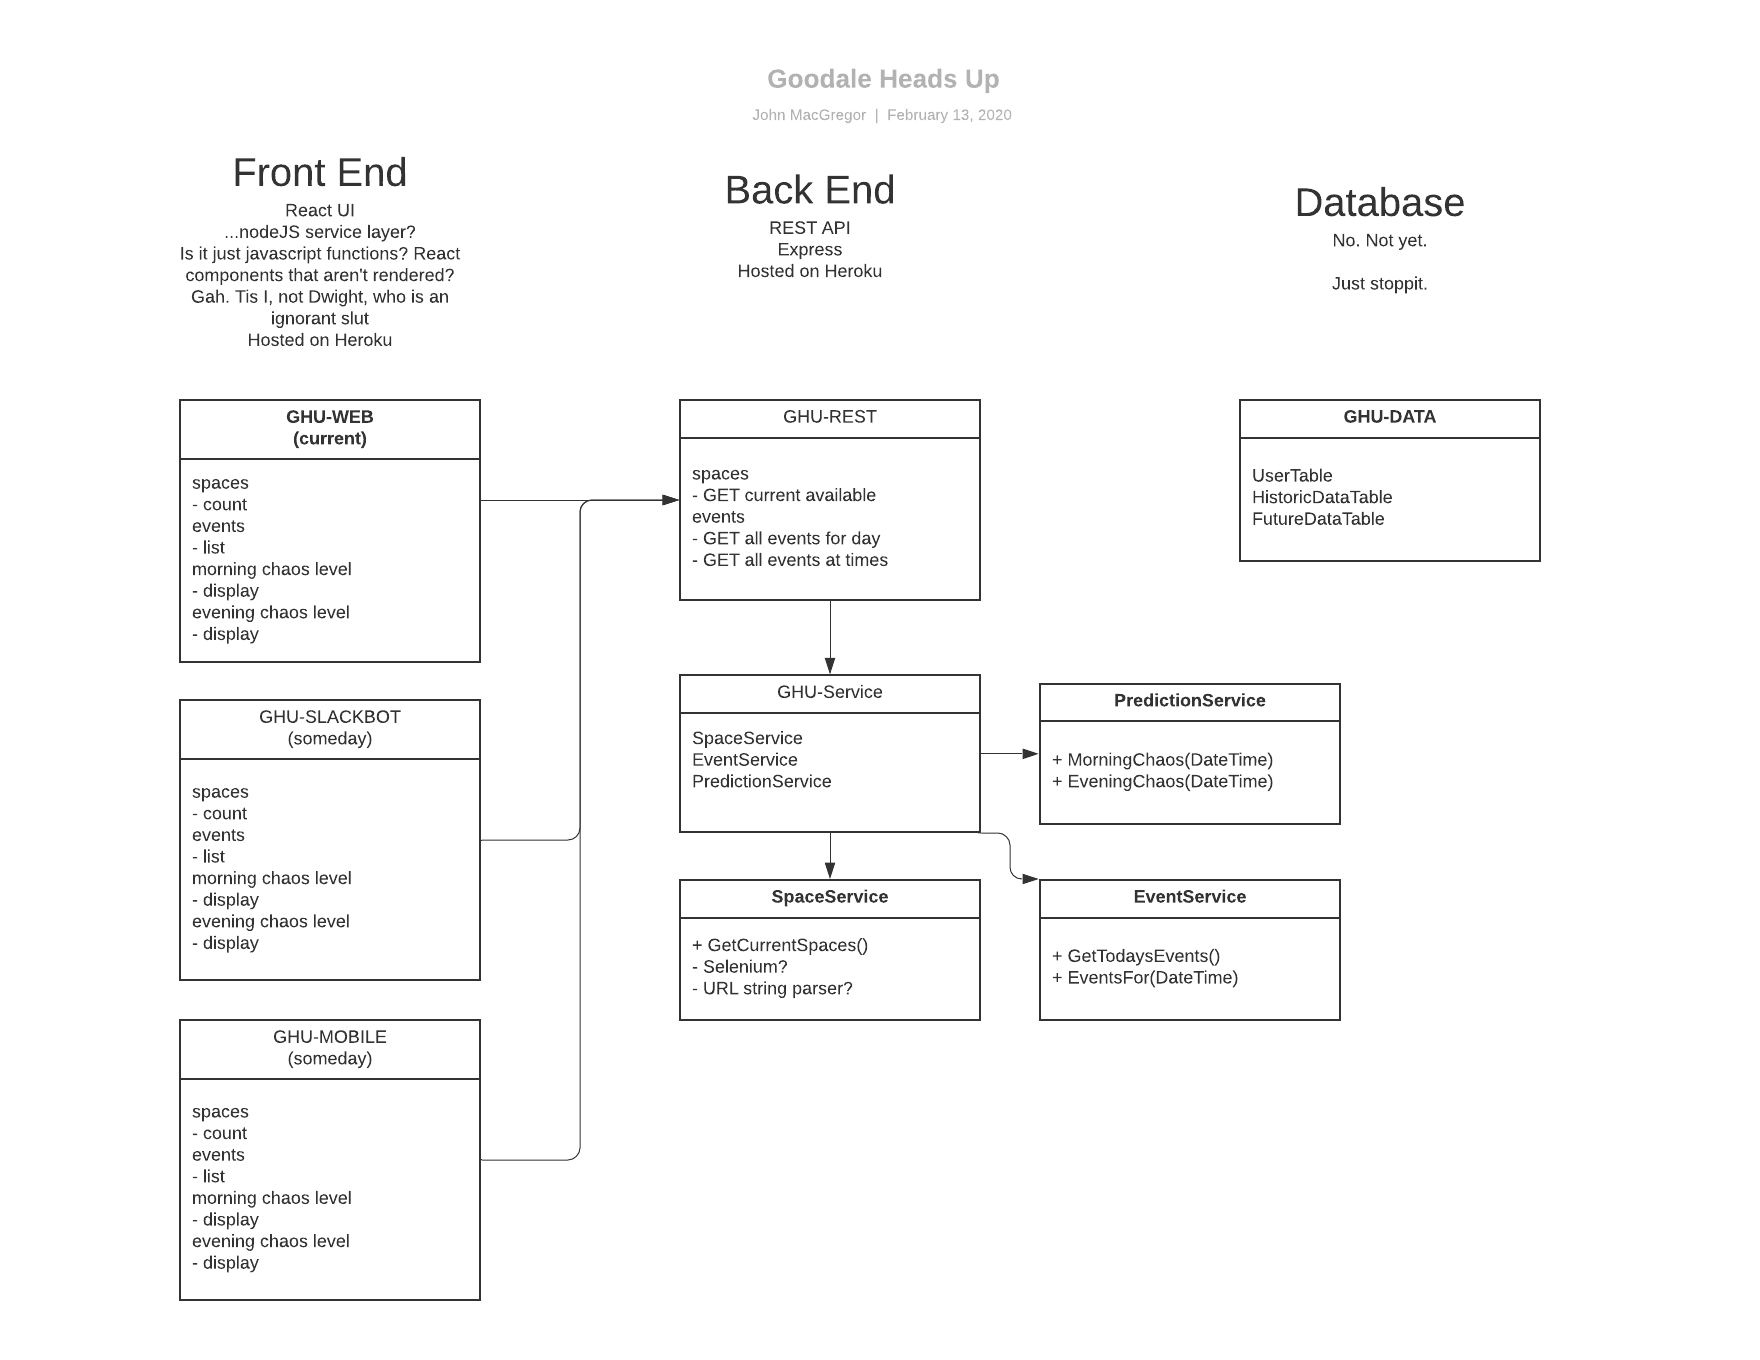 Goodale Heads Up
John MacGregor | February 13, 2020
Front End
React UI
...nodeJS service layer?
Is it just javascript functions? React
components that aren't rendered?
Gah. Tis I, not Dwight, who is an
ignorant slut
Hosted on Heroku
Back End
REST API
Express
Hosted on Heroku
Database
No. Not yet.
Just stoppit.
GHU-WEB
(current)
spaces
- count
events
- list
morning chaos level
- display
evening chaos level
- display
GHU-SLACKBOT
(someday)
spaces
- count
events
- list
morning chaos level
- display
evening chaos level
- display
GHU-MOBILE
(someday)
spaces
- count
events
- list
morning chaos level
- display
evening chaos level
- display
GHU-REST
spaces
- GET current available
events
- GET all events for day
- GET all events at times
GHU-Service
SpaceService
EventService
PredictionService
SpaceService
+ GetCurrentSpaces()
- Selenium?
- URL string parser?
PredictionService
+ MorningChaos(DateTime)
+ EveningChaos(DateTime)
EventService
+ GetTodaysEvents()
+ EventsFor(DateTime)
GHU-DATA
UserTable
HistoricDataTable
FutureDataTable